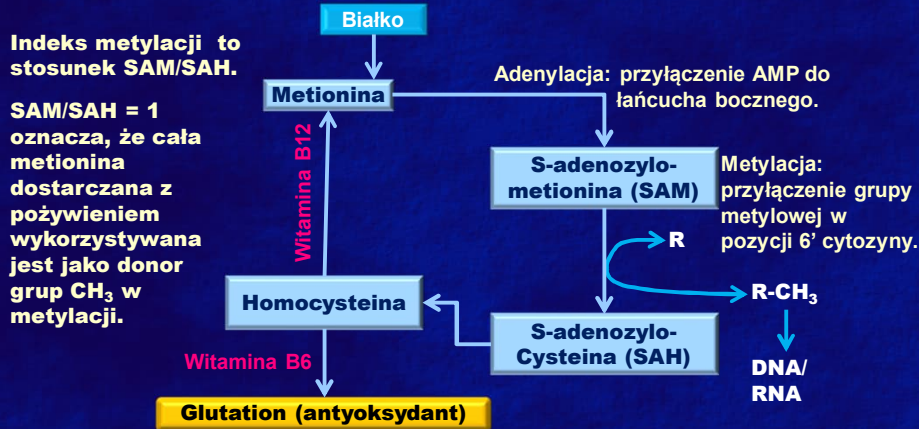 Białko
Indeks metylacji to
stosunek SAM/SAH.
SAM/SAH = 1
oznacza, że cała
metionina
dostarczana z
pożywieniem
wykorzystywana
jest jako donor
grup CH₃ w
metylacji.
Metionina
Adenylacja: przyłączenie AMP do
łańcucha bocznego.
Witamina B12
S-adenozylo-
metionina (SAM)
Metylacja:
przyłączenie grupy
metylowej w
pozycji 6' cytozyny.
R
R-CH₃
Homocysteina
S-adenozylo-
Cysteina (SAH)
DNA/
RNA
Witamina B6
Glutation (antyoksydant)